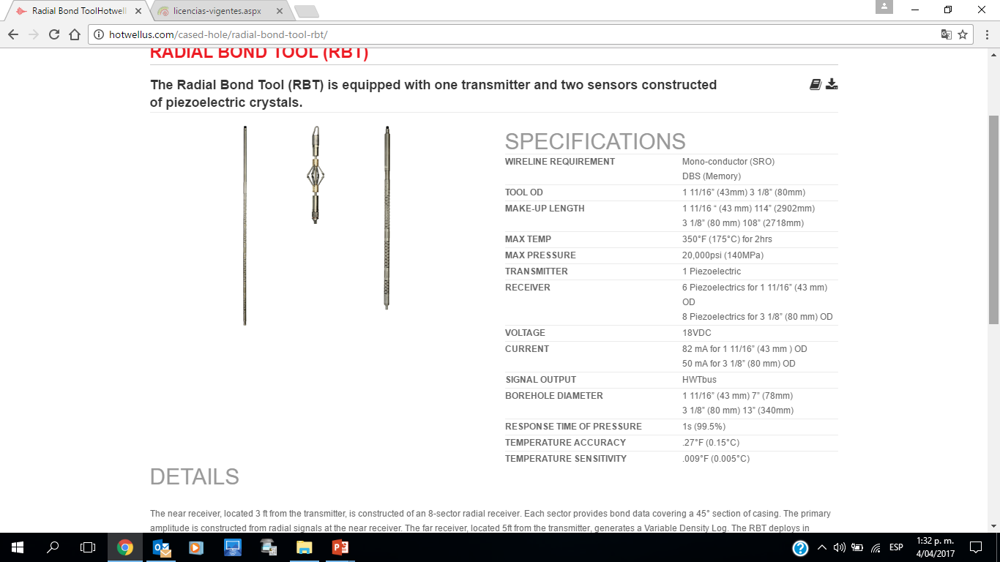 Radial Bond ToolHotwell
licencias-vigentes.aspx
hotwellus.com/cased-hole/radial-bond-tool-rbt/
RADIAL BOND TOOL (RBT)
The Radial Bond Tool (RBT) is equipped with one transmitter and two sensors constructed
of piezoelectric crystals.
SPECIFICATIONS
WIRELINE REQUIREMENT Mono-conductor (SRO)
DBS (Memory)
TOOL OD 1 11/16” (43mm) 3 1/8” (80mm)
MAKE-UP LENGTH 1 11/16 “ (43 mm) 114” (2902mm)
3 1/8” (80 mm) 108” (2718mm)
MAX TEMP 350°F (175°C) for 2hrs
MAX PRESSURE 20,000psi (140MPa)
TRANSMITTER 1 Piezoelectric
RECEIVER 6 Piezoelectrics for 1 11/16” (43 mm)
OD
8 Piezoelectrics for 3 1/8” (80 mm) OD
VOLTAGE 18VDC
CURRENT 82 mA for 1 11/16” (43 mm ) OD
50 mA for 3 1/8” (80 mm) OD
SIGNAL OUTPUT HWTbus
BOREHOLE DIAMETER 1 11/16” (43 mm) 7” (78mm)
3 1/8” (80 mm) 13” (340mm)
RESPONSE TIME OF PRESSURE 1s (99.5%)
TEMPERATURE ACCURACY .27°F (0.15°C)
TEMPERATURE SENSITIVITY .009°F (0.005°C)
DETAILS
The near receiver, located 3 ft from the transmitter, is constructed of an 8-sector radial receiver. Each sector provides bond data covering a 45° section of casing. The primary
amplitude is constructed from radial signals at the near receiver. The far receiver, located 5ft from the transmitter, generates a Variable Density Log. The RBT deploys in
ESP
1:32 p. m.
4/04/2017